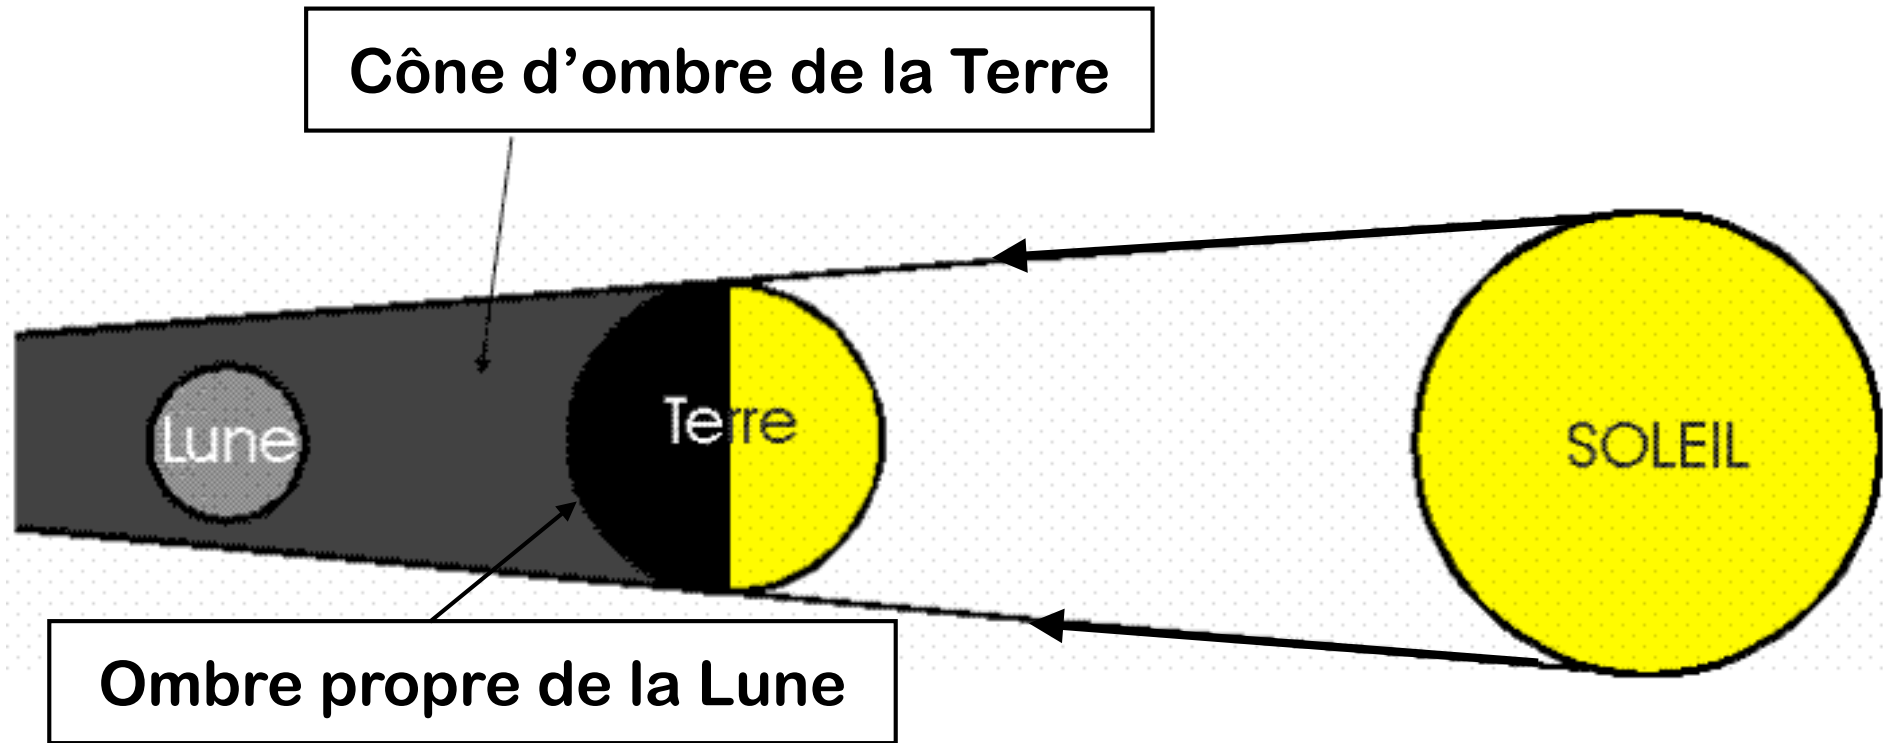 Cône d’ombre de la Terre
Lune
Terre
SOLEIL
Ombre propre de la Lune